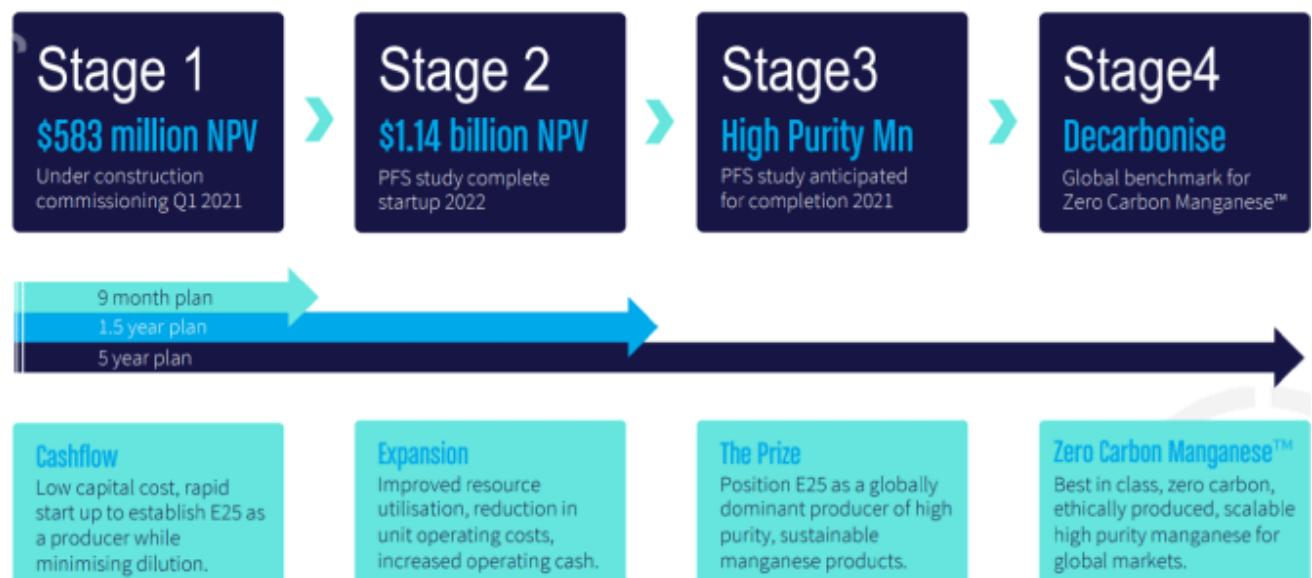 Stage 1
$583 million NPV
Under construction
commissioning Q1 2021
Stage 2
$1.14 billion NPV
PFS study complete
startup 2022
Stage3
High Purity Mn
PFS study anticipated
for completion 2021
Stage4
Decarbonise
Global benchmark for
Zero Carbon Manganese™
9 month plan
1.5 year plan
5 year plan
Cashflow
Low capital cost, rapid
start up to establish E25 as
a producer while
minimising dilution.
Expansion
Improved resource
utilisation, reduction in
unit operating costs,
increased operating cash.
The Prize
Position E25 as a globally
dominant producer of high
purity, sustainable
manganese products.
Zero Carbon Manganese™
Best in class, zero carbon,
ethically produced, scalable
high purity manganese for
global markets.